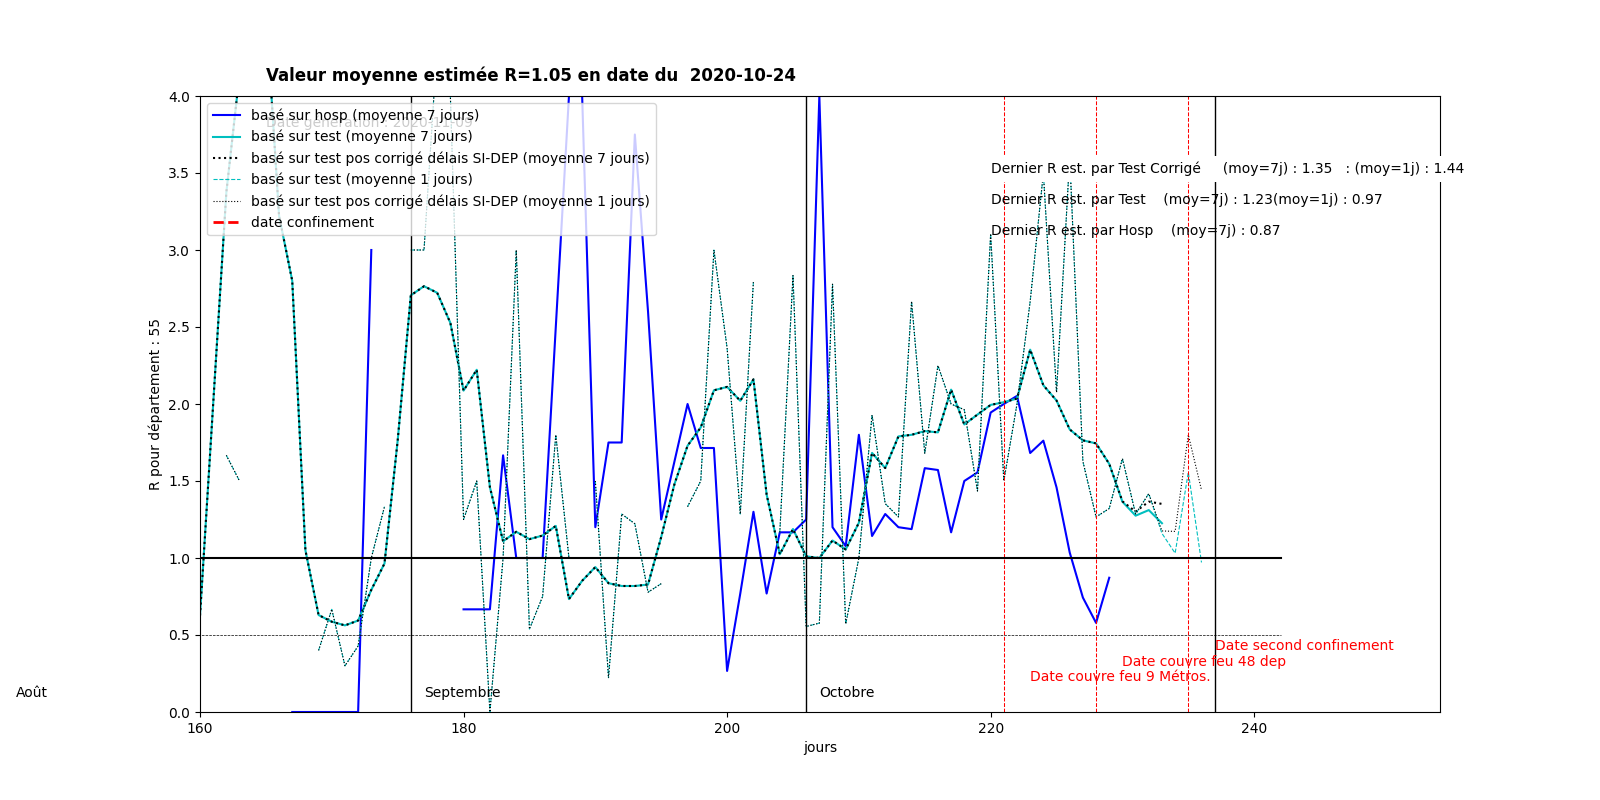 Valeur moyenne estimée R=1.05 en date du  2020-10-24
4.0
3.5
3.0
2.5
2.0
1.5
1.0
0.5
0.0
R pour département : 55
basé sur hosp (moyenne 7 jours)
Date génération : 2020-11-09
basé sur test (moyenne 7 jours)
basé sur test pos corrigé délais SI-DEP (moyenne 7 jours)
basé sur test (moyenne 1 jours)
basé sur test pos corrigé délais SI-DEP (moyenne 1 jours)
date confinement
Dernier R est. par Test Corrigé     (moy=7j) : 1.35   : (moy=1j) : 1.44
Dernier R est. par Test    (moy=7j) : 1.23(moy=1j) : 0.97
Dernier R est. par Hosp    (moy=7j) : 0.87
Date second confinement
Date couvre feu 48 dep
Date couvre feu 9 Métros.
Août
Septembre
Octobre
160
180
200
220
240
jours